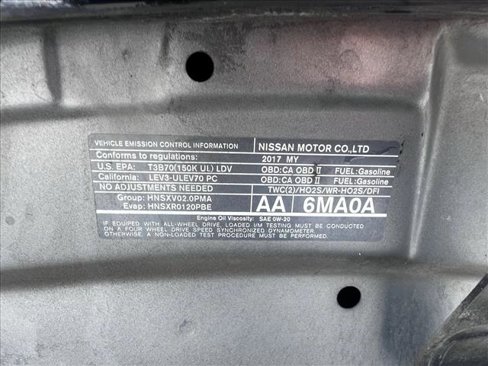 VEHICLE EMISSION CONTROL INFORMATION NISSAN MOTOR CO.,LTD
Conforms to regulations: 2017 MY
U.S. EPA: T3B70(150K UL) LDV OBD:CA OBD II FUEL:Gasoline
California: LEV3-ULEV70 PC OBD:CA OBD II FUEL:Gasoline
NO ADJUSTMENTS NEEDED TWC(2)/HO2S/WR-HO2S/DFI
Group: HNSXV02.0PMA AA 6MA0A
Evap: HNSXR0120PBE
Engine Oil Viscosity: SAE 0W-20
IF EQUIPED WITH ALL-WHEEL DRIVE, LOADED I/M TESTING MUST BE CONDUCTED
ON A FOUR WHEEL DRIVE SPEED SYNCHRONIZED DYNAMOMETER.
OTHERWISE A NON-LOADED TEST PROCEDURE MUST BE PERFORMED.